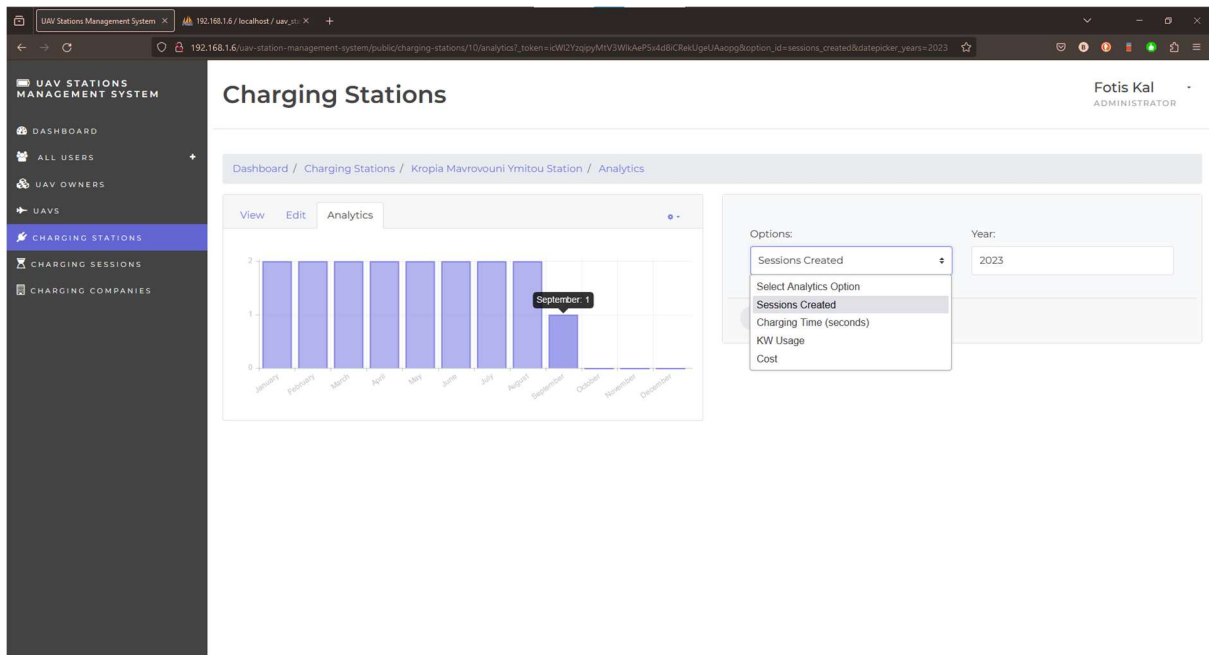 UAV Stations Management System
192.168.1.6 / localhost / uav_st
192.168.1.6/uav-station-management-system/public/charging-stations/10/analytics?_token=icWI2YzqipyMtV3WlkAeP5x4d8iCRekUgeUAaopg&option_id=sessions_created&datepicker_years=2023
UAV STATIONS
MANAGEMENT SYSTEM
DASHBOARD
ALL USERS +
UAV OWNERS
UAVS
CHARGING STATIONS
CHARGING SESSIONS
CHARGING COMPANIES
Charging Stations
Fotis Kal
ADMINISTRATOR
Dashboard / Charging Stations / Kropia Mavrovouni Ymitou Station / Analytics
View Edit Analytics
2
1
0
September: 1
January February March April May June July August September October November December
Options: Year:
Sessions Created 2023
Select Analytics Option
Sessions Created
Charging Time (seconds)
KW Usage
Cost